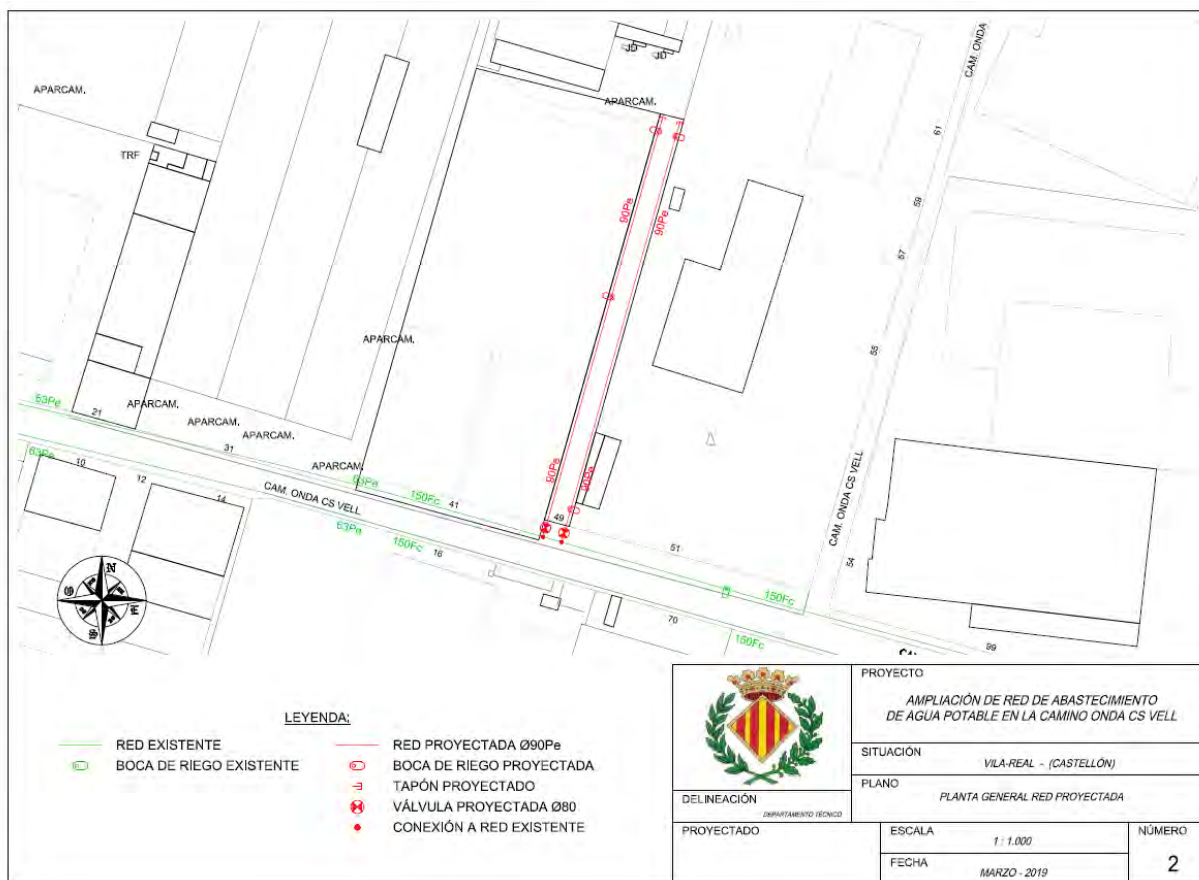 CAM. ONDA
JD
JD
APARCAM.
APARCAM.
61
TRF
59
90Pe
90Pe
57
APARCAM.
55
63Pe
21
APARCAM.
APARCAM.
APARCAM.
31
APARCAM.
63Pe
10
12
14
CAM. ONDA CS VELL
63Pe
150Fc
41
90Pe
90Pe
49
CAM. ONDA CS VELL
63Pe
150Fc
16
51
54
150Fc
70
150Fc
99
N
LEYENDA:
RED EXISTENTE
BOCA DE RIEGO EXISTENTE
RED PROYECTADA Ø90Pe
BOCA DE RIEGO PROYECTADA
TAPÓN PROYECTADO
VÁLVULA PROYECTADA Ø80
CONEXIÓN A RED EXISTENTE
PROYECTO
AMPLIACIÓN DE RED DE ABASTECIMIENTO
DE AGUA POTABLE EN LA CAMINO ONDA CS VELL
SITUACIÓN
VILA-REAL - (CASTELLÓN)
PLANO
PLANTA GENERAL RED PROYECTADA
DELINEACIÓN
DEPARTAMENTO TÉCNICO
PROYECTADO
ESCALA
1 : 1.000
NÚMERO
2
FECHA
MARZO - 2019